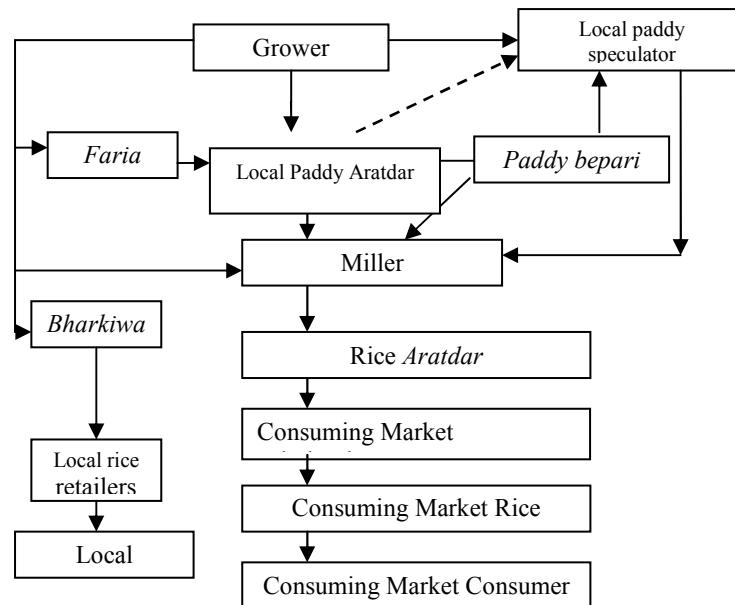 Grower
Local paddy
speculator
Faria
Local Paddy Aratdar
Paddy bepari
Miller
Bharkiwa
Rice Aratdar
Consuming Market
Local rice
retailers
Consuming Market Rice
Local
Consuming Market Consumer